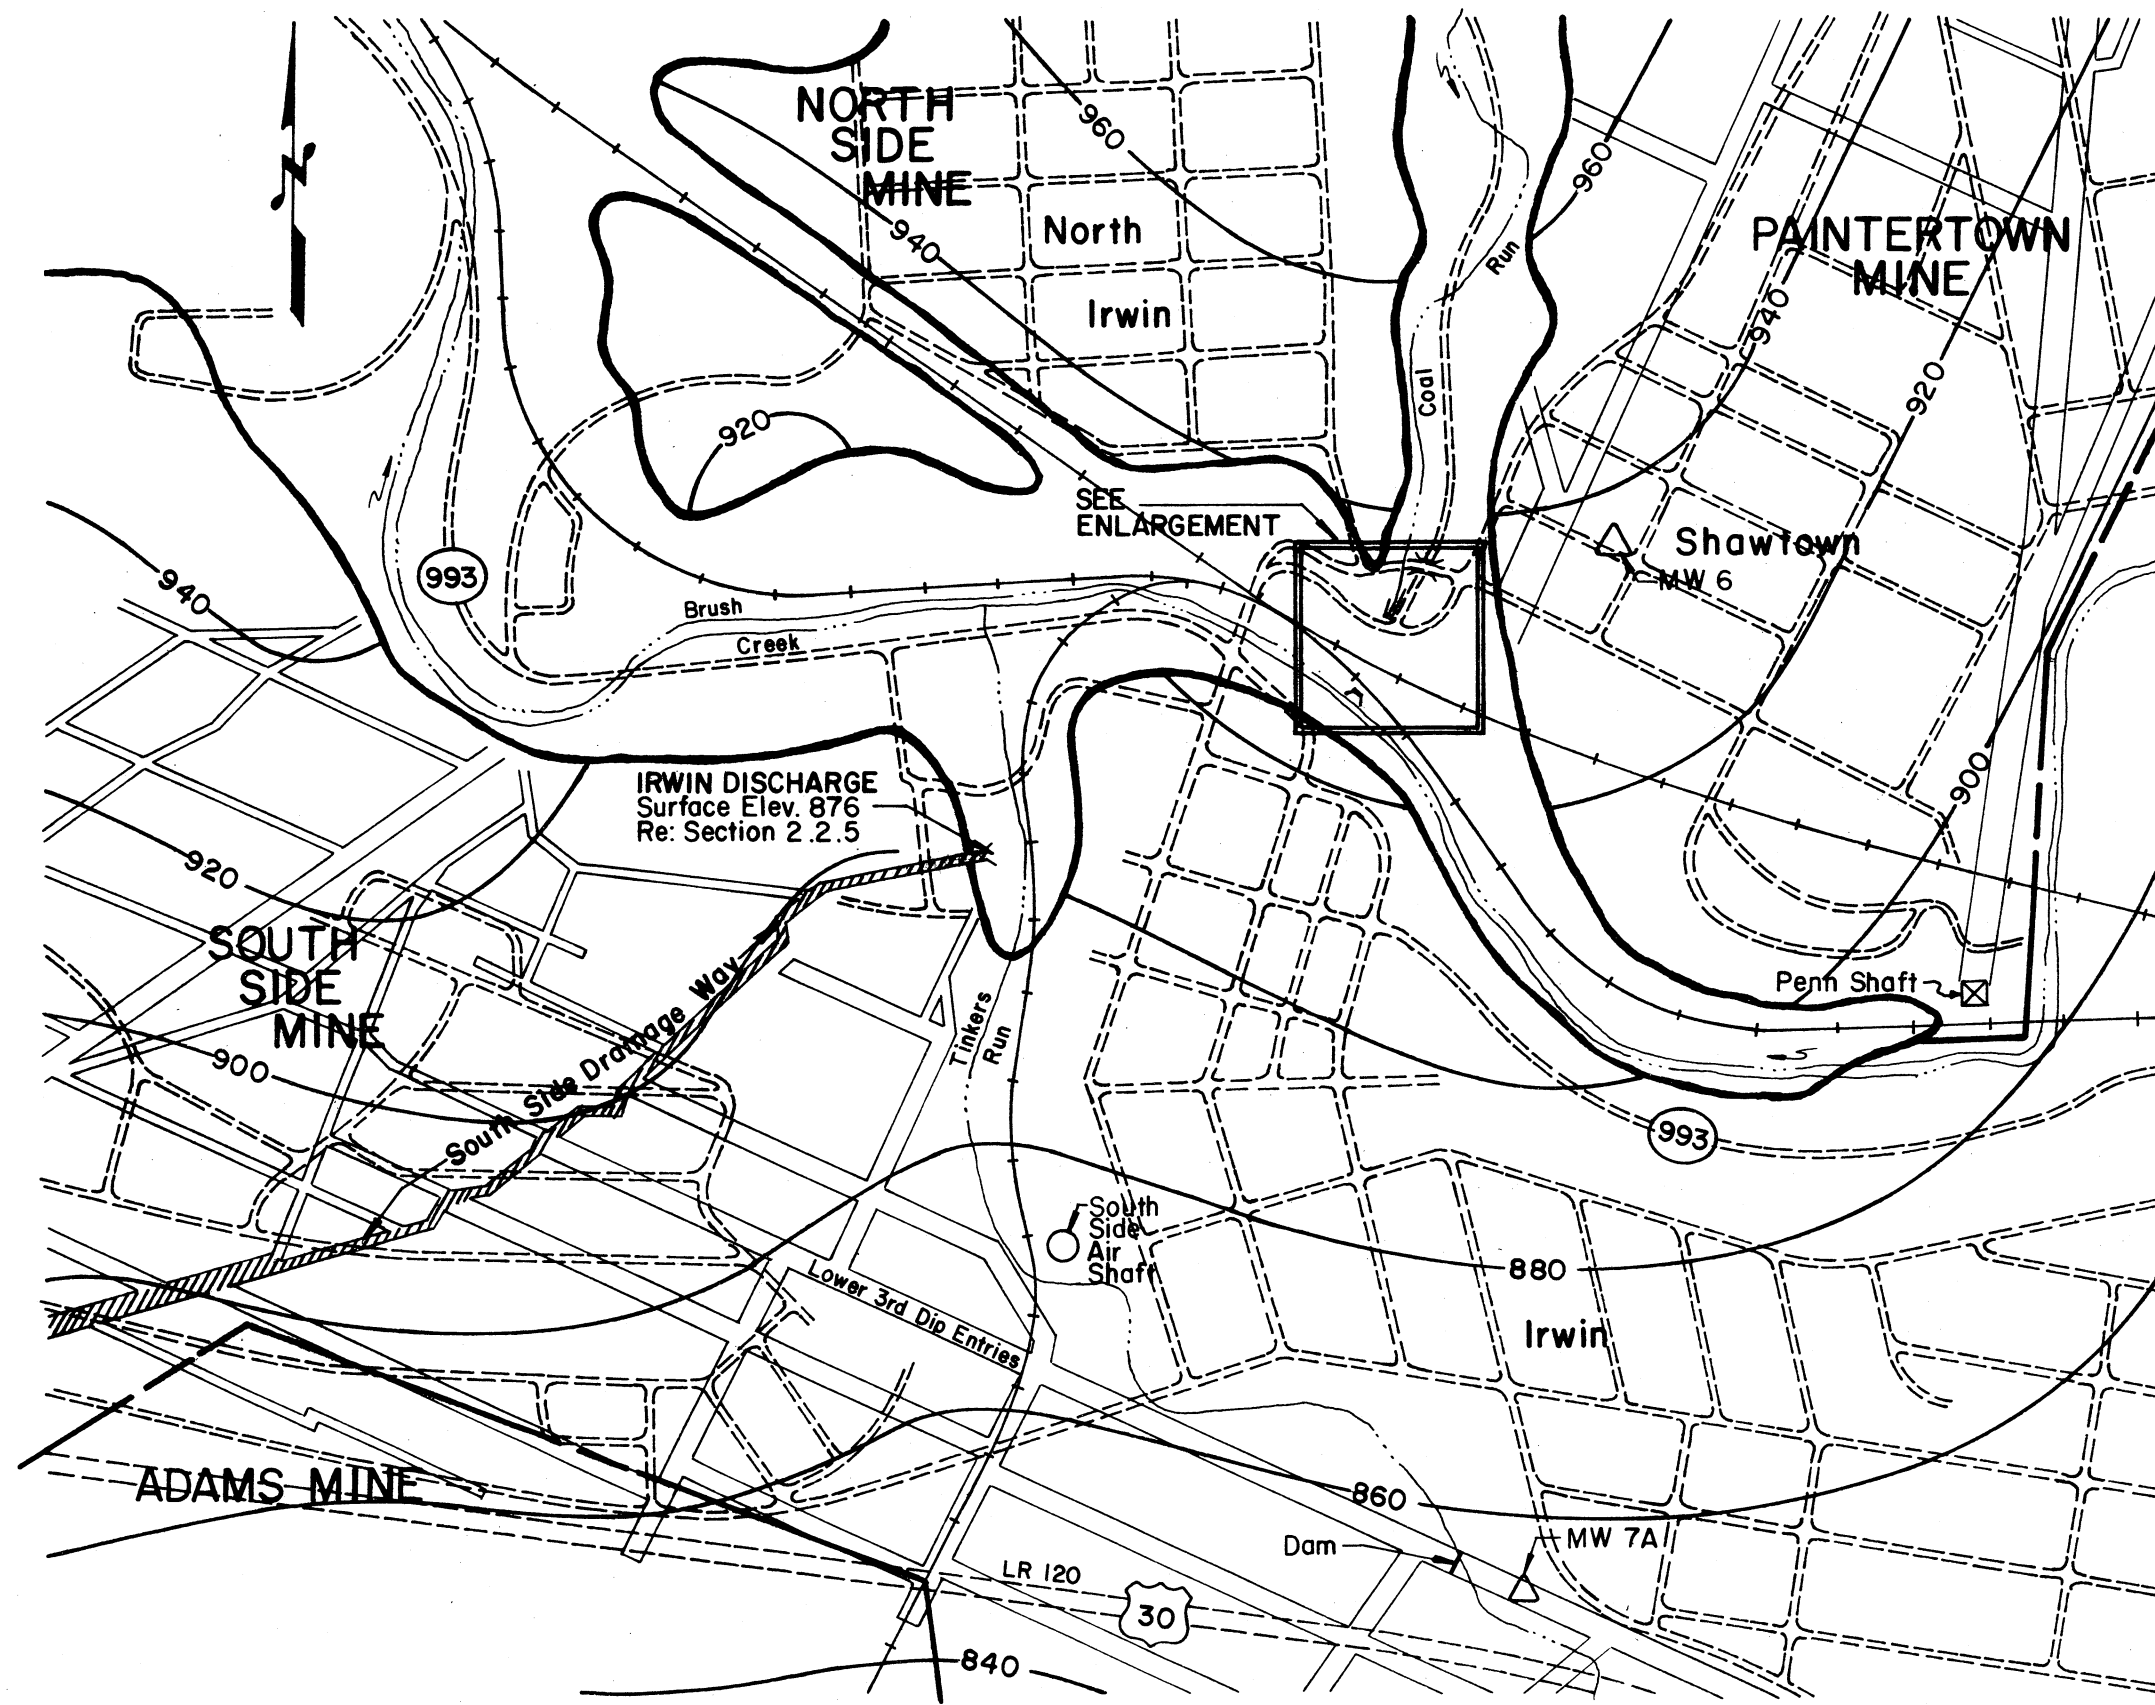 NORTH
SIDE
MINE
960
960
940
North
Irwin
Run
Coal
PAINTERTOWN
MINE
940
920
920
SEE
ENLARGEMENT
Shawtown
MW 6
993
940
Brush
Creek
IRWIN DISCHARGE
Surface Elev. 876
Re: Section 2.2.5
900
920
SOUTH
SIDE
MINE
900
South Side Drainage Way
Tinkers
Run
Penn Shaft
993
South
Side
Air
Shaft
880
Irwin
Lower 3rd Dip Entries
ADAMS MINE
860
Dam
MW 7A
LR 120
30
840